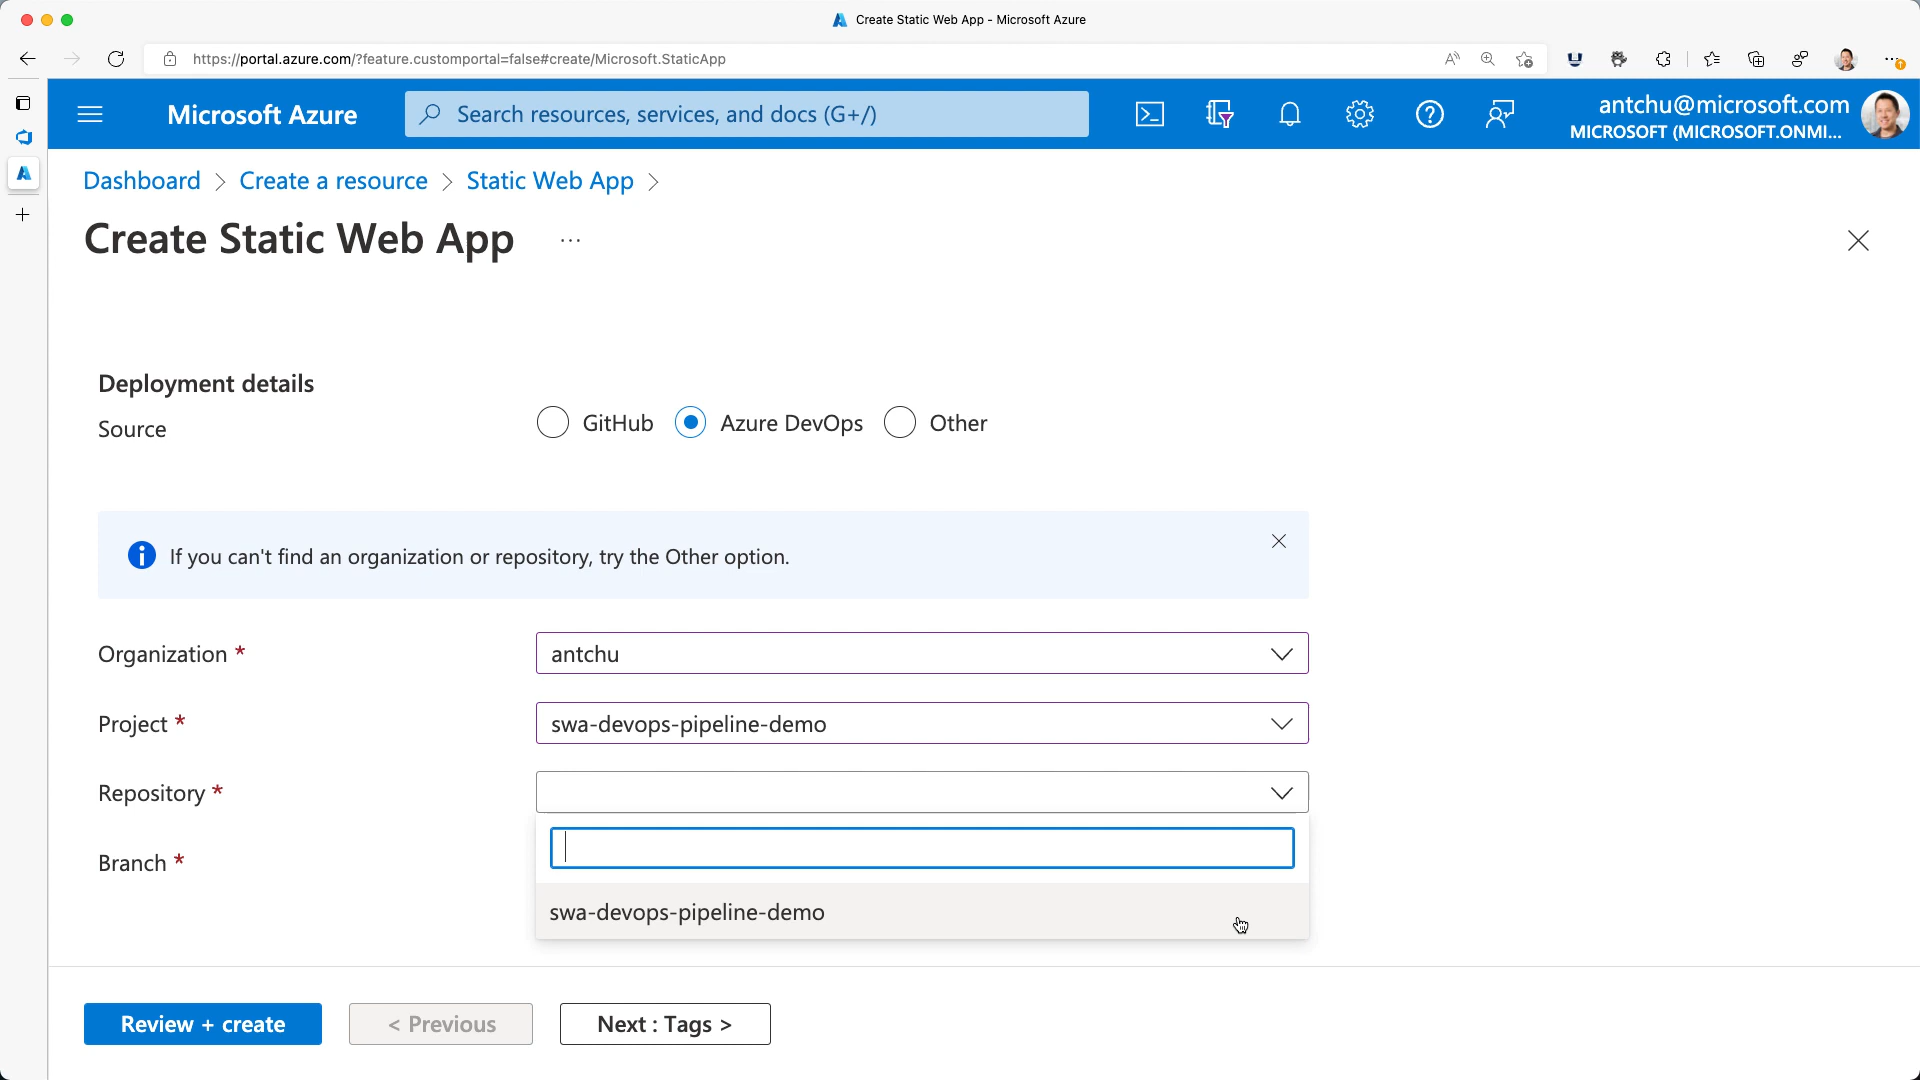 Create Static Web App - Microsoft Azure
https://portal.azure.com/?feature.customportal=false#create/Microsoft.StaticApp
Microsoft Azure
Search resources, services, and docs (G+/)
antchu@microsoft.com
MICROSOFT (MICROSOFT.ONMI...
Dashboard > Create a resource > Static Web App >
Create Static Web App ...
Deployment details
Source
GitHub
Azure DevOps
Other
If you can't find an organization or repository, try the Other option.
Organization *
antchu
Project *
swa-devops-pipeline-demo
Repository *
Branch *
swa-devops-pipeline-demo
Review + create
< Previous
Next : Tags >